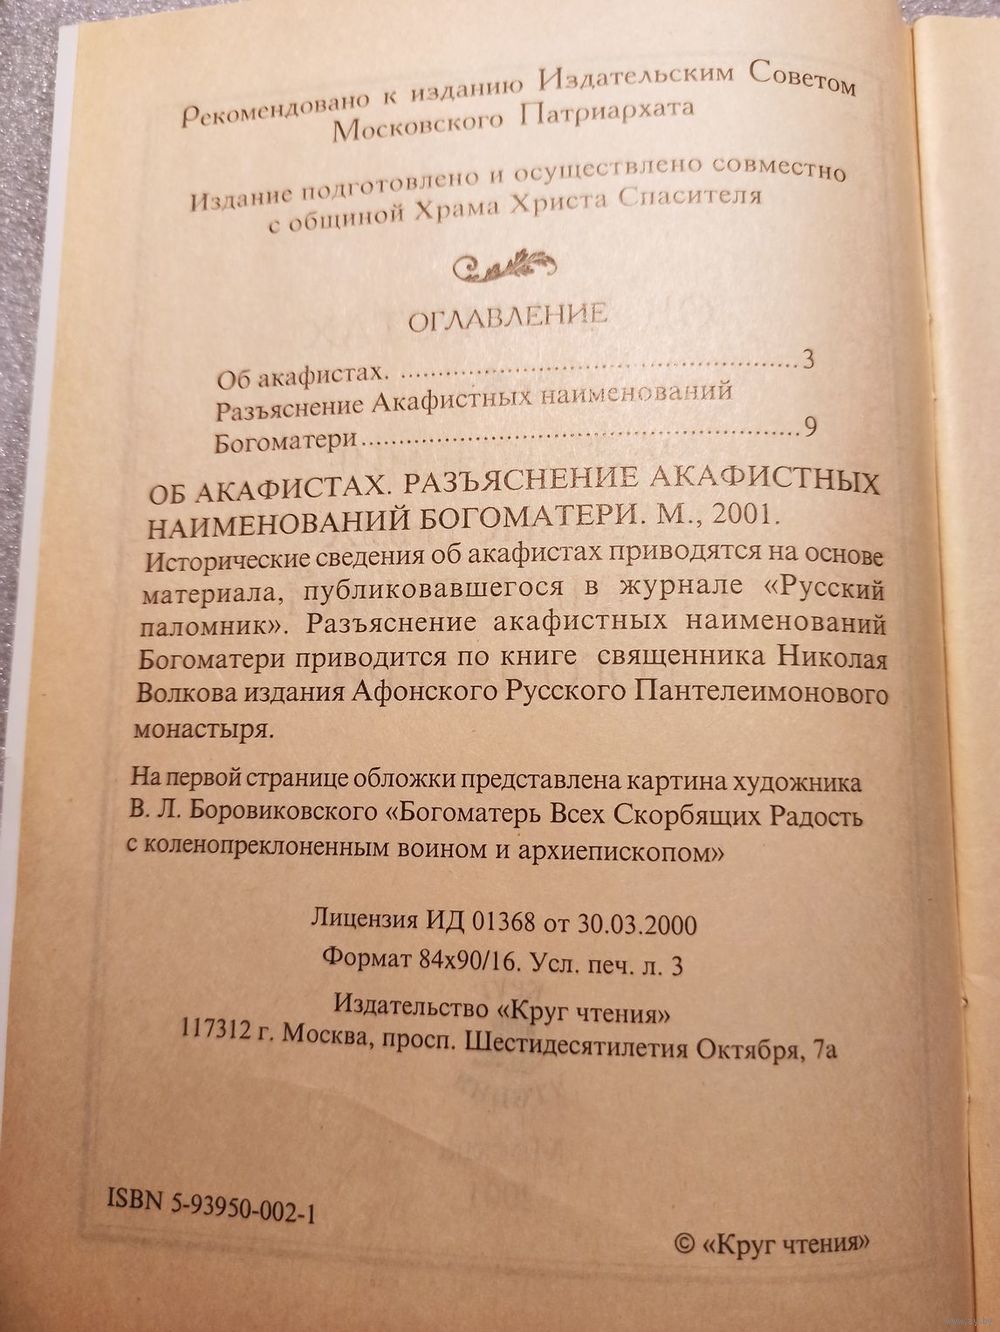 Рекомендовано к изданию Издательским Советом
Московского Патриархата
Издание подготовлено и осуществлено совместно
с общиной Храма Христа Спасителя
ОГЛАВЛЕНИЕ
Об акафистах. ........................................................3
Разъяснение Акафистных наименований
Богоматери............................................................9
ОБ АКАФИСТАХ. РАЗЪЯСНЕНИЕ АКАФИСТНЫХ
НАИМЕНОВАНИЙ БОГОМАТЕРИ. М., 2001.
Исторические сведения об акафистах приводятся на основе
материала, публиковавшегося в журнале «Русский
паломник». Разъяснение акафистных наименований
Богоматери приводится по книге священника Николая
Волкова издания Афонского Русского Пантелеимонового
монастыря.
На первой странице обложки представлена картина художника
В. Л. Боровиковского «Богоматерь Всех Скорбящих Радость
с коленопреклоненным воином и архиепископом»
Лицензия ИД 01368 от 30.03.2000
Формат 84х90/16. Усл. печ. л. 3
Издательство «Круг чтения»
117312 г. Москва, просп. Шестидесятилетия Октября, 7а
ISBN 5-93950-002-1
© «Круг чтения»